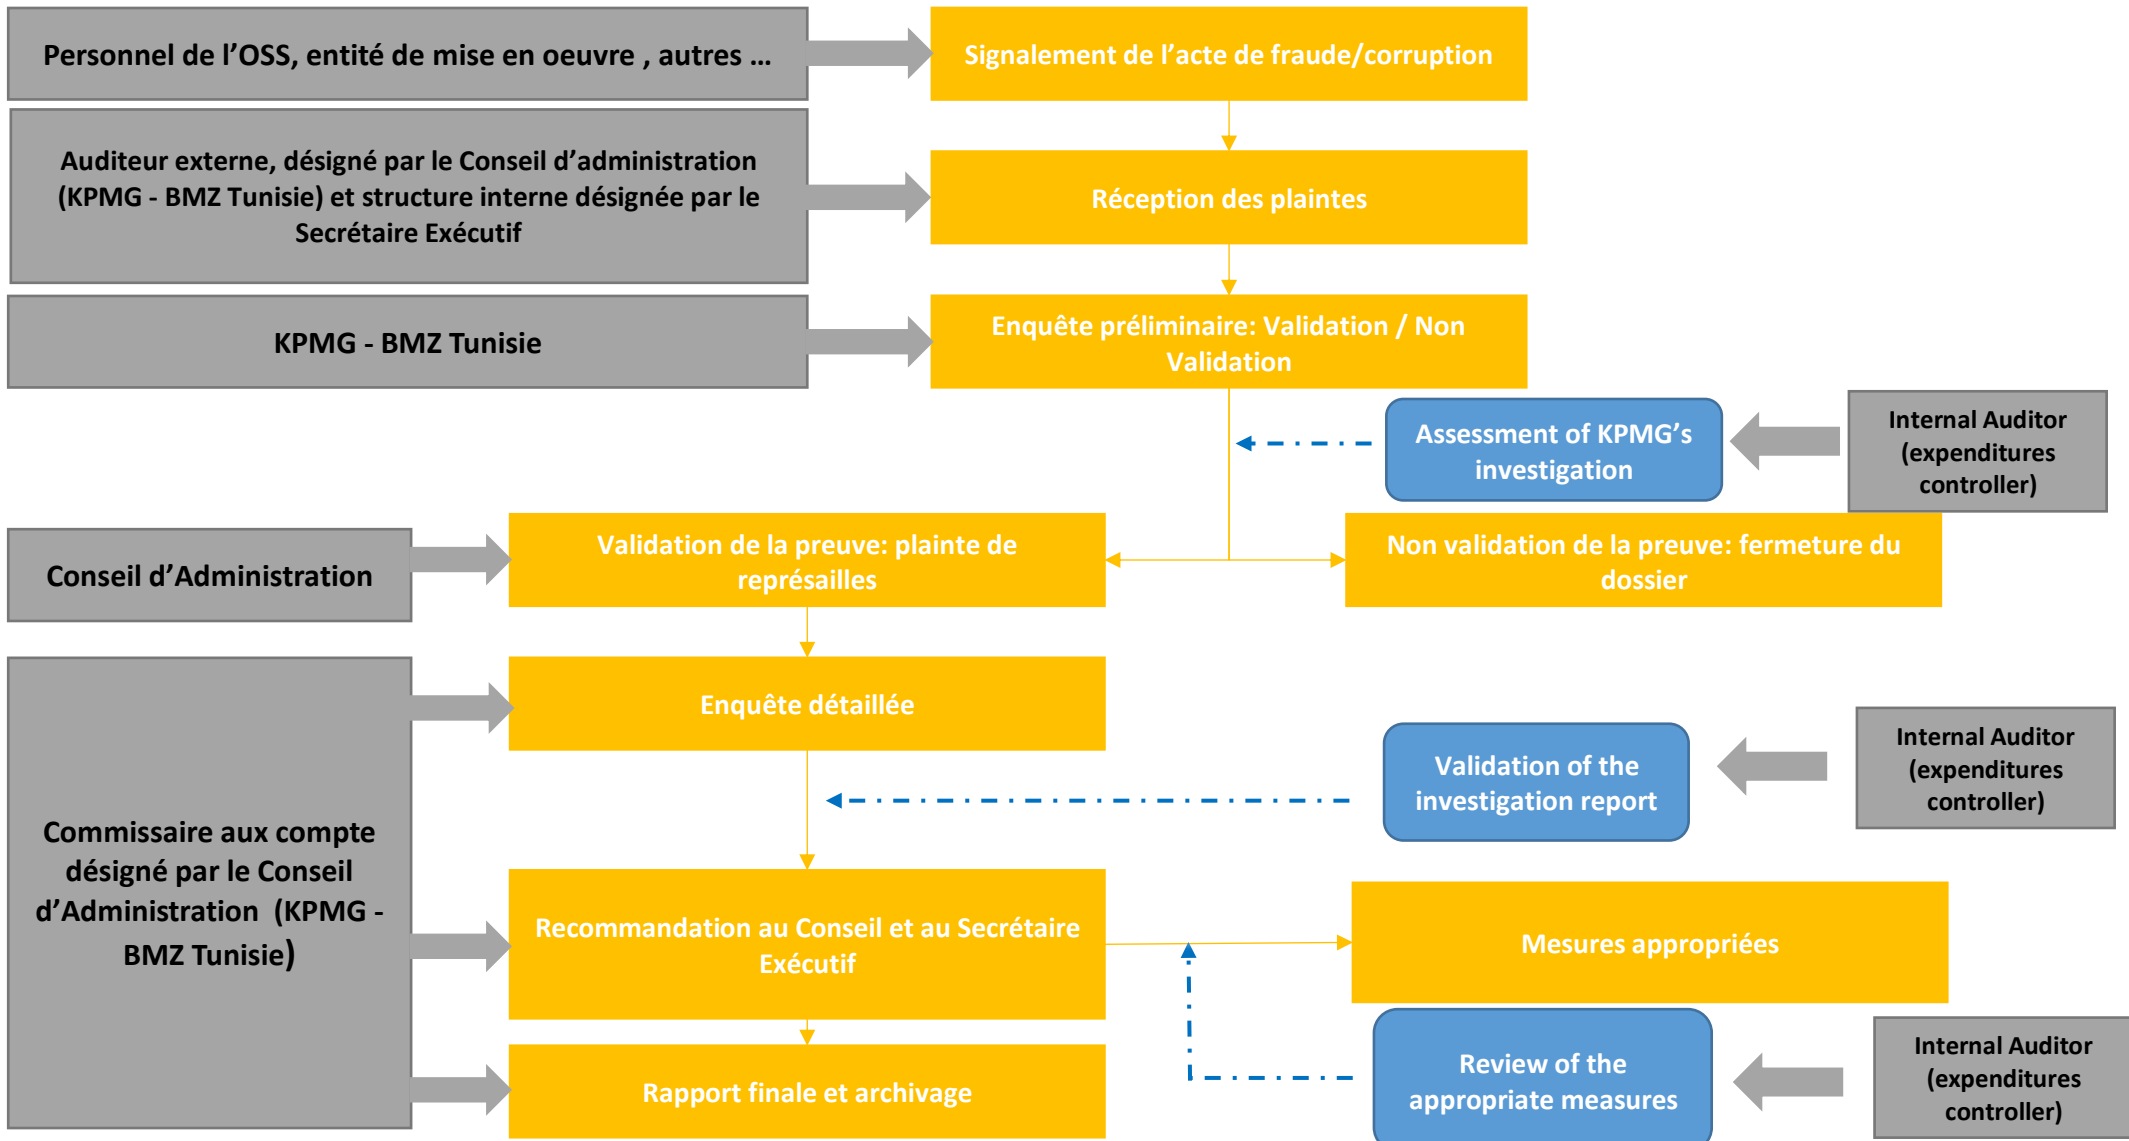 Personnel de l’OSS, entité de mise en oeuvre , autres ...
Signalement de l’acte de fraude/corruption
Auditeur externe, désigné par le Conseil d’administration
(KPMG - BMZ Tunisie) et structure interne désignée par le
Secrétaire Exécutif
Réception des plaintes
KPMG - BMZ Tunisie
Enquête préliminaire: Validation / Non
Validation
Assessment of KPMG’s
investigation
Internal Auditor
(expenditures
controller)
Conseil d’Administration
Validation de la preuve: plainte de
représailles
Non validation de la preuve: fermeture du
dossier
Enquête détaillée
Validation of the
investigation report
Internal Auditor
(expenditures
controller)
Commissaire aux compte
désigné par le Conseil
d’Administration  (KPMG -
BMZ Tunisie)
Recommandation au Conseil et au Secrétaire
Exécutif
Mesures appropriées
Rapport finale et archivage
Review of the
appropriate measures
Internal Auditor
(expenditures
controller)